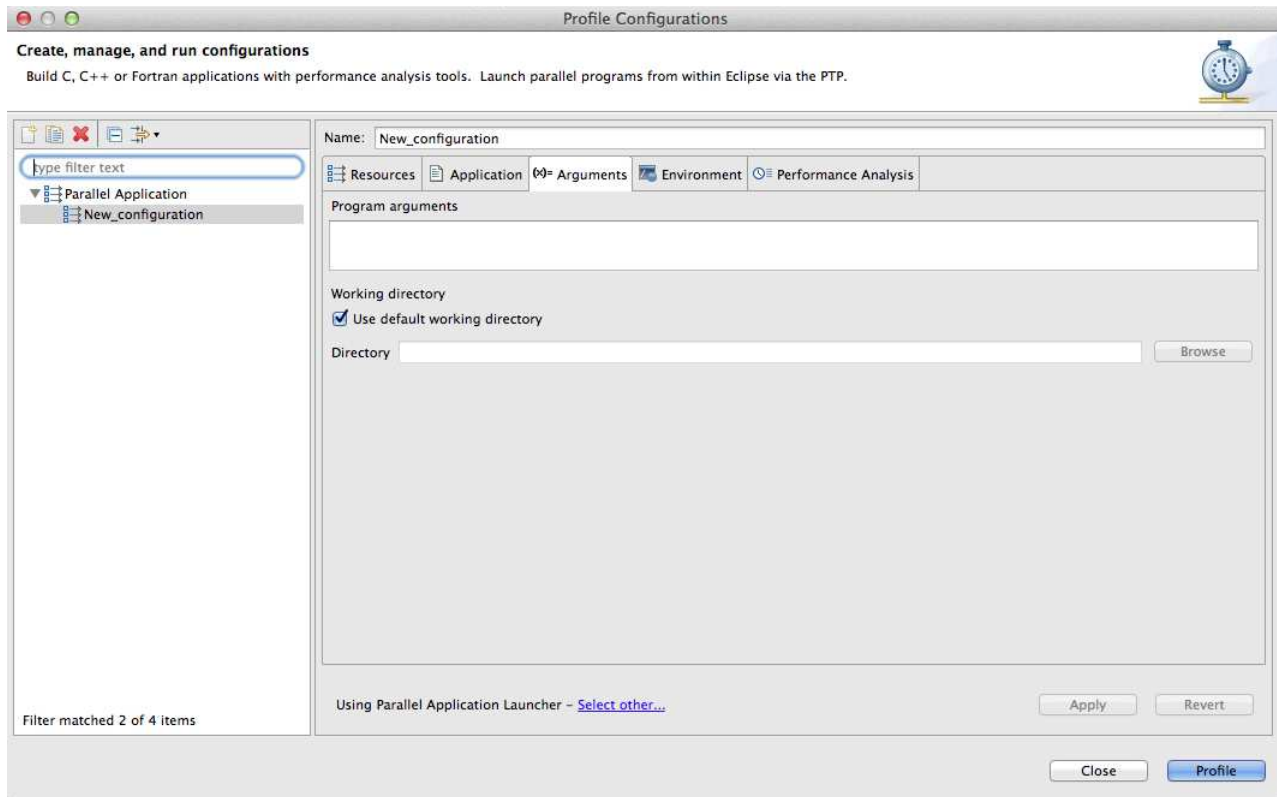 Profile Configurations
Create, manage, and run configurations
Build C, C++ or Fortran applications with performance analysis tools. Launch parallel programs from within Eclipse via the PTP.
type filter text
Parallel Application
New_configuration
Filter matched 2 of 4 items
Name: New_configuration
Resources Application (x)= Arguments Environment Performance Analysis
Program arguments
Working directory
Use default working directory
Directory Browse
Using Parallel Application Launcher – Select other...
Apply Revert
Close Profile